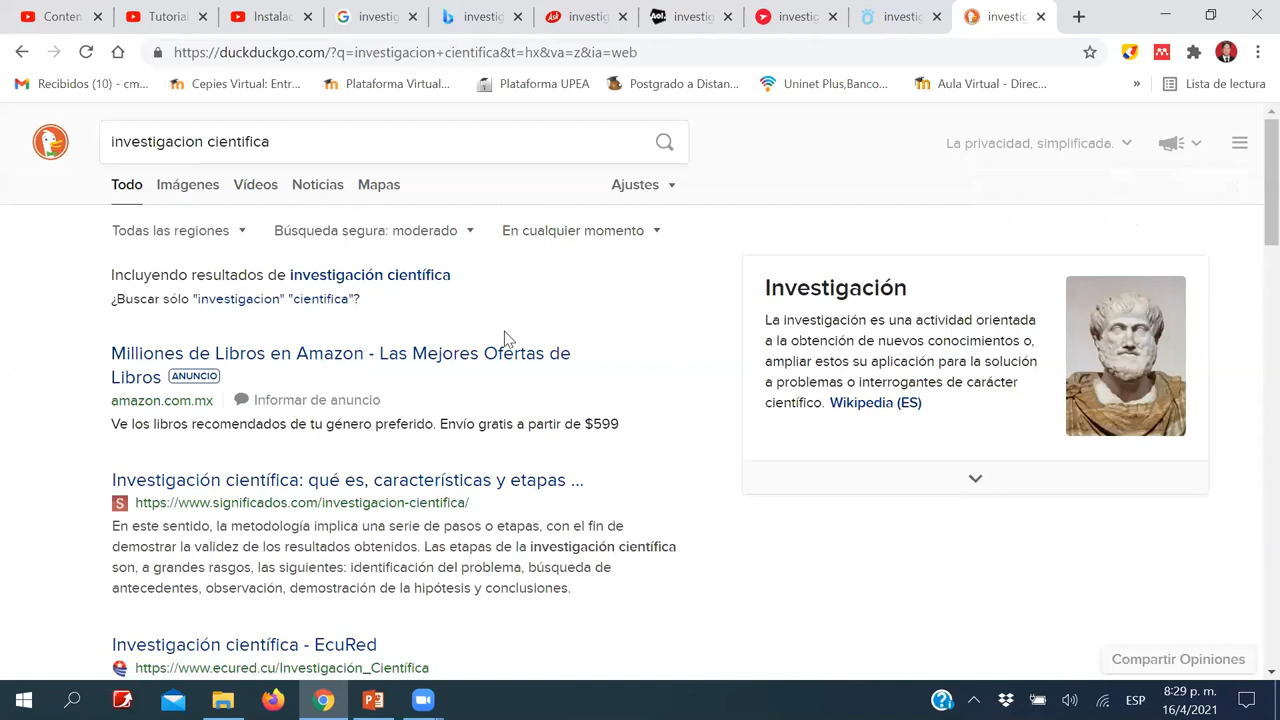 Conten
Tutorial
Instalac
investig
investig
Ask
investig
Aol.
investig
investig
investig
investig
https://duckduckgo.com/?q=investigacion+cientifica&t=hx&va=z&ia=web
Recibidos (10) - cm...
Cepies Virtual: Entr...
Plataforma Virtual...
Plataforma UPEA
Postgrado a Distan...
Uninet Plus,Banco...
Aula Virtual - Direc...
»
Lista de lectura
investigacion cientifica
La privacidad, simplificada.
Todo
Imágenes
Vídeos
Noticias
Mapas
Ajustes
Todas las regiones
Búsqueda segura: moderado
En cualquier momento
Incluyendo resultados de investigación científica
¿Buscar sólo "investigacion" "cientifica"?
Milliones de Libros en Amazon - Las Mejores Ofertas de
Libros ANUNCIO
amazon.com.mx
Informar de anuncio
Ve los libros recomendados de tu género preferido. Envío gratis a partir de $599
Investigación científica: qué es, características y etapas ...
S https://www.significados.com/investigacion-cientifica/
En este sentido, la metodología implica una serie de pasos o etapas, con el fin de
demostrar la validez de los resultados obtenidos. Las etapas de la investigación científica
son, a grandes rasgos, las siguientes: identificación del problema, búsqueda de
antecedentes, observación, demostración de la hipótesis y conclusiones.
Investigación científica - EcuRed
https://www.ecured.cu/Investigación_Científica
Investigación
La investigación es una actividad orientada
a la obtención de nuevos conocimientos o,
ampliar estos su aplicación para la solución
a problemas o interrogantes de carácter
científico. Wikipedia (ES)
Compartir Opiniones
ESP
8:29 p. m.
16/4/2021